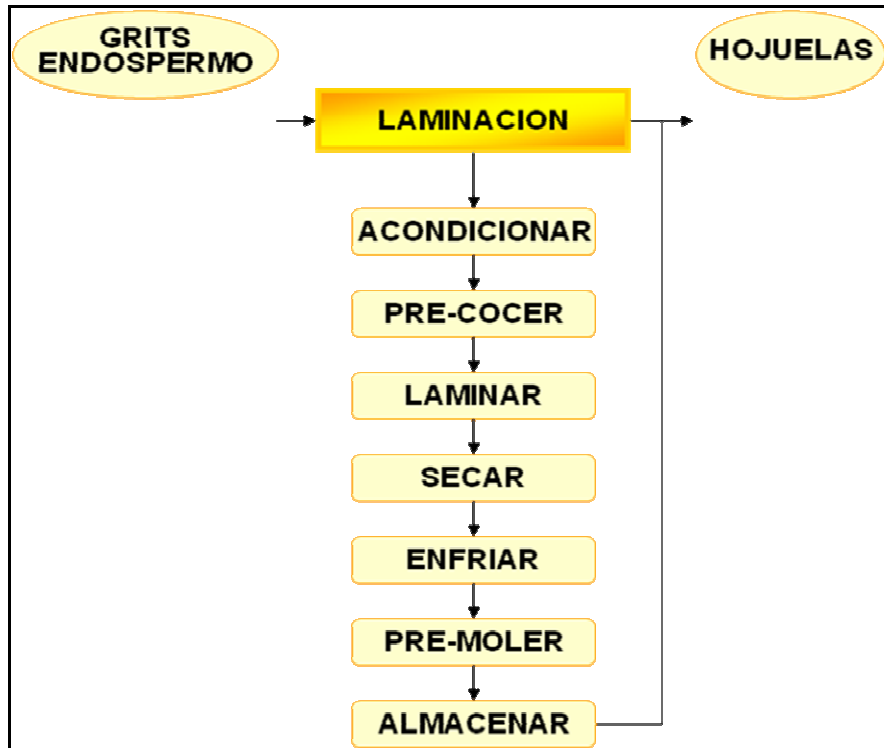 GRITS
ENDOSPERMO
HOJUELAS
LAMINACION
ACONDICIONAR
PRE-COCER
LAMINAR
SECAR
ENFRIAR
PRE-MOLER
ALMACENAR